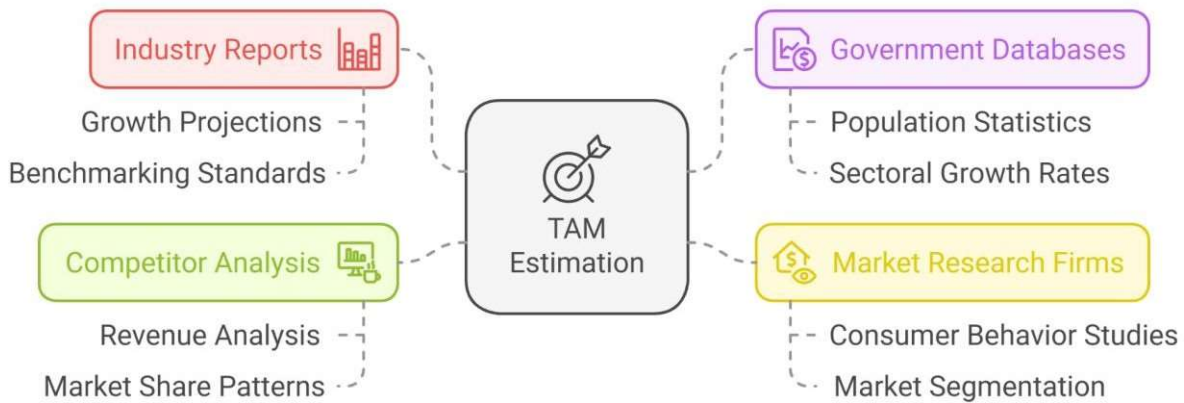 Industry Reports
Growth Projections
Benchmarking Standards
Competitor Analysis
Revenue Analysis
Market Share Patterns
TAM
Estimation
Government Databases
Population Statistics
Sectoral Growth Rates
Market Research Firms
Consumer Behavior Studies
Market Segmentation